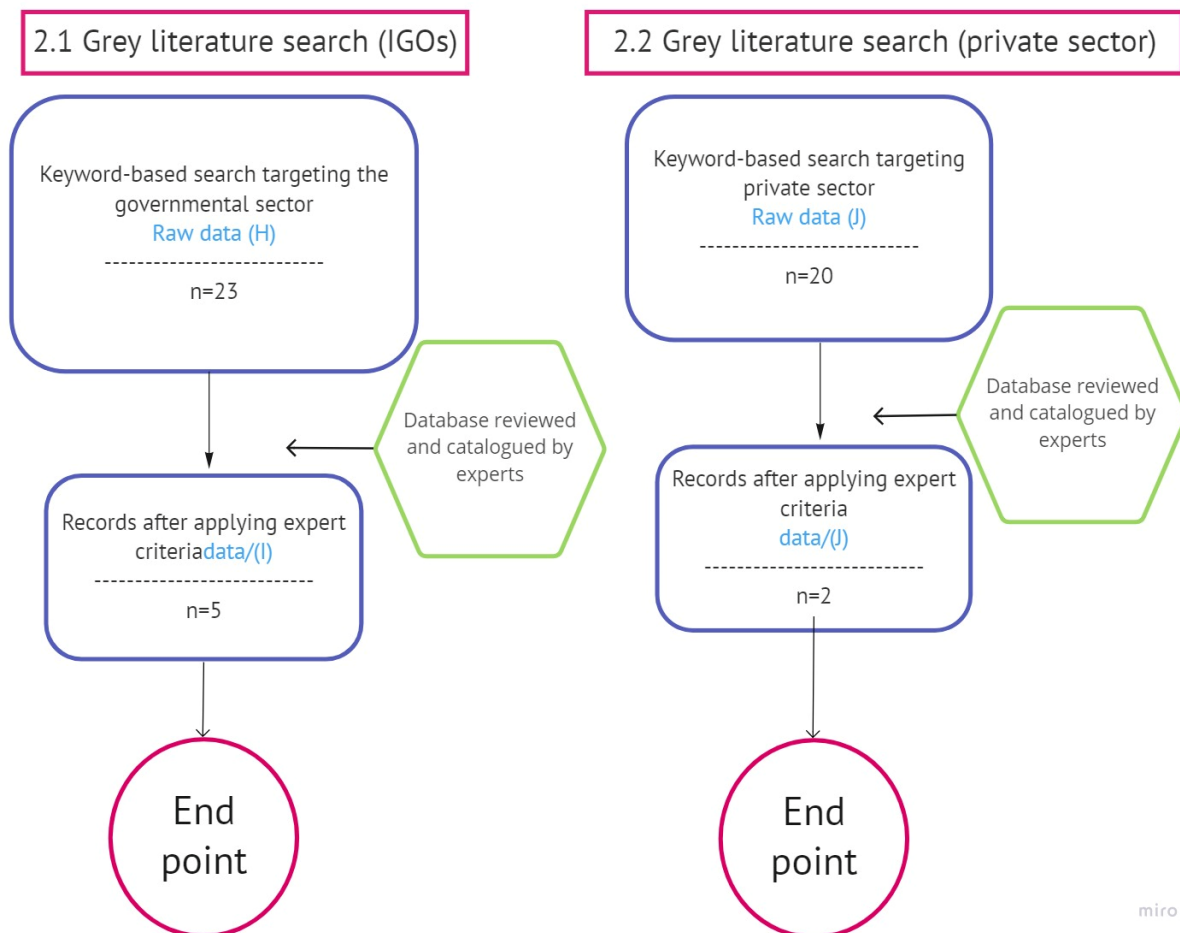 2.1 Grey literature search (IGOs)
Keyword-based search targeting the
governmental sector
Raw data (H)
---------------------------
n=23
Database reviewed
and catalogued by
experts
Records after applying expert
criteriadata/(I)
---------------------------
n=5
End
point
2.2 Grey literature search (private sector)
Keyword-based search targeting
private sector
Raw data (J)
---------------------------
n=20
Database reviewed
and catalogued by
experts
Records after applying expert
criteria
data/(J)
---------------------------
n=2
End
point
miro